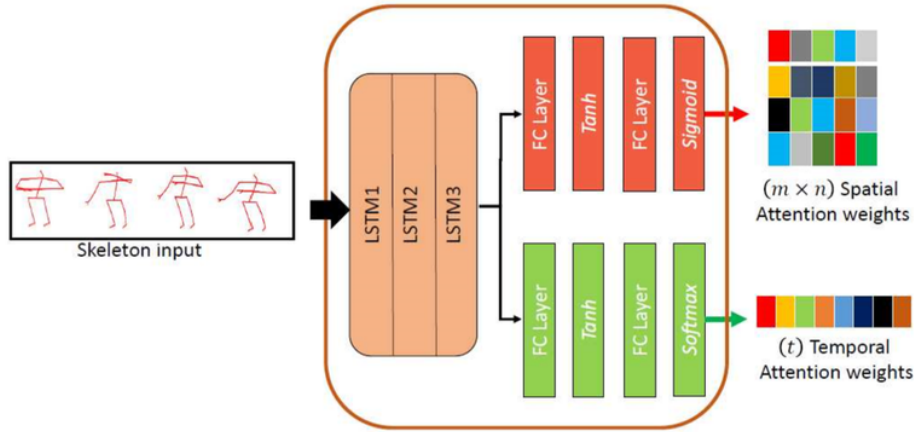 Skeleton input
LSTM1
LSTM2
LSTM3
FC Layer
Tanh
FC Layer
Sigmoid
(m × n) Spatial
Attention weights
FC Layer
Tanh
FC Layer
Softmax
(t) Temporal
Attention weights